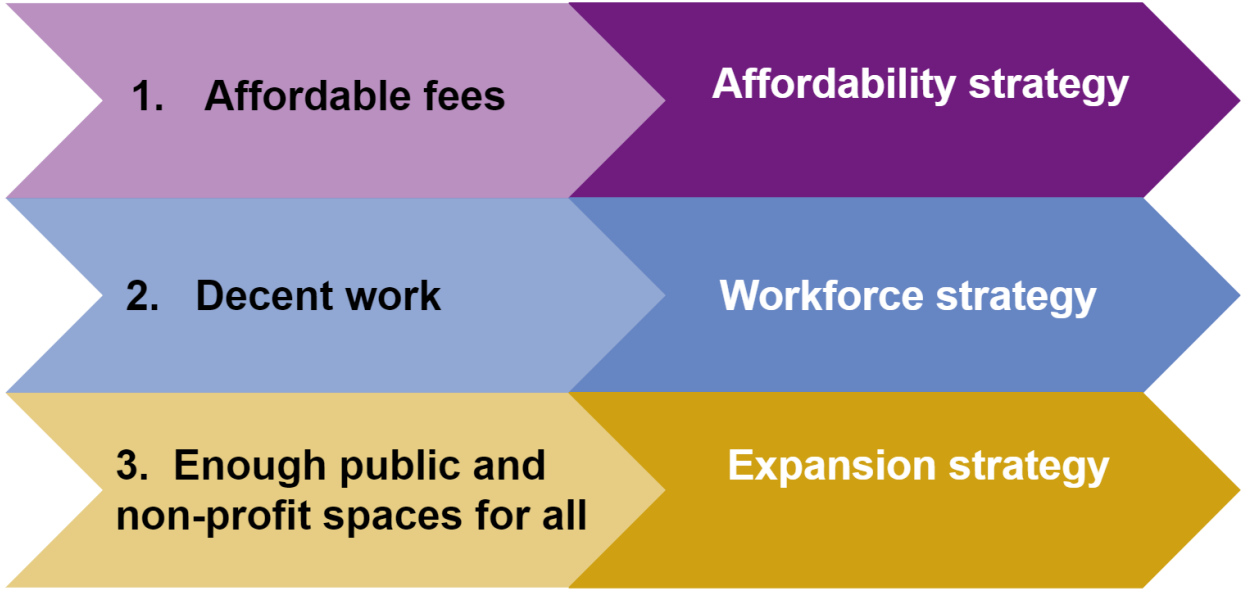 1. Affordable fees
Affordability strategy
2. Decent work
Workforce strategy
3. Enough public and
non-profit spaces for all
Expansion strategy